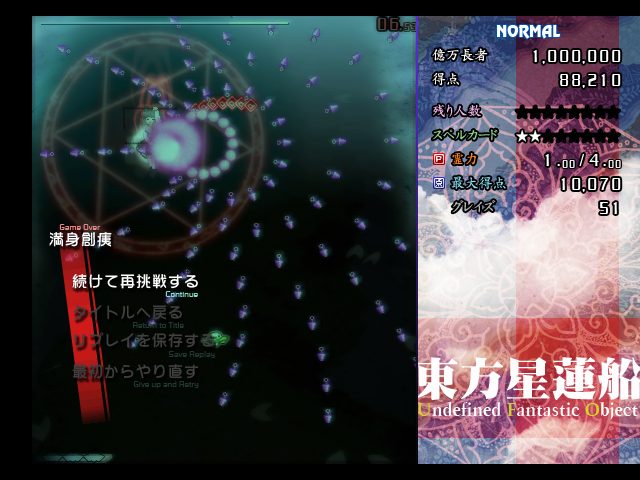 06.53
NORMAL
億万長者 1,000,000
得点 88,210
残り人数
スペルカード
P 霊力 1.00/4.00
点 最大得点 10,070
グレイズ 51
Game Over
満身創痍
続けて再挑戦する
Continue
タイトルへ戻る
Return to Title
リプレイを保存する
Save Replay
最初からやり直す
Give up and Retry
東方星蓮船
Undefined Fantastic Object